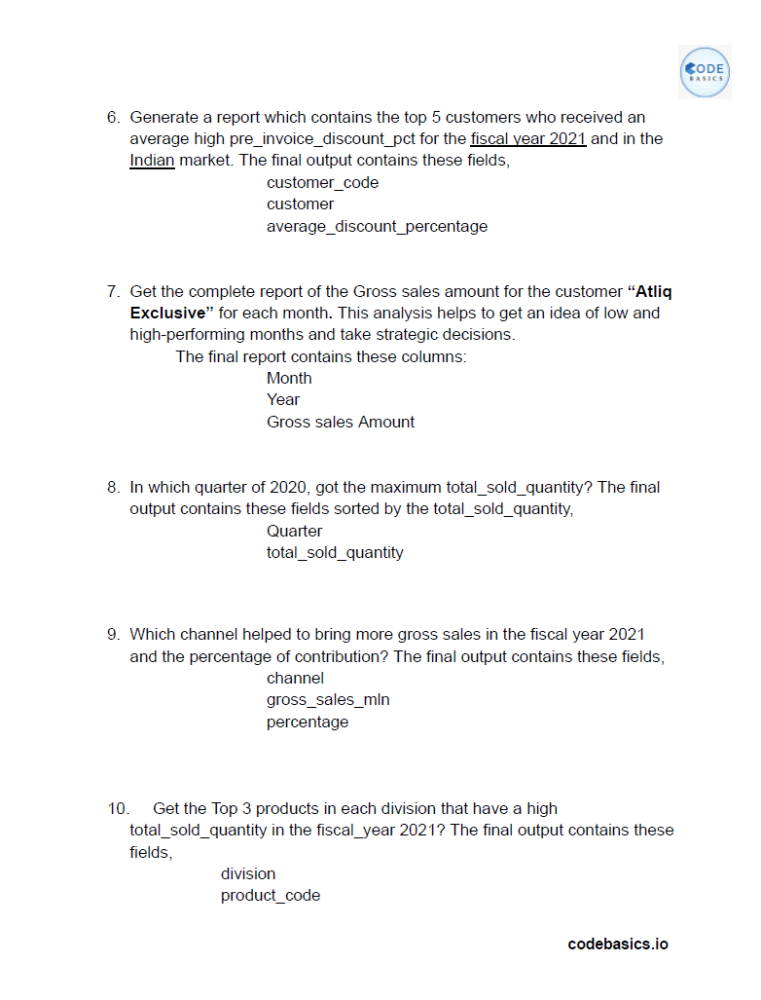 CODE
BASICS
6. Generate a report which contains the top 5 customers who received an
average high pre_invoice_discount_pct for the fiscal year 2021 and in the
Indian market. The final output contains these fields,
customer_code
customer
average_discount_percentage
7. Get the complete report of the Gross sales amount for the customer “Atliq
Exclusive” for each month. This analysis helps to get an idea of low and
high-performing months and take strategic decisions.
The final report contains these columns:
Month
Year
Gross sales Amount
8. In which quarter of 2020, got the maximum total_sold_quantity? The final
output contains these fields sorted by the total_sold_quantity,
Quarter
total_sold_quantity
9. Which channel helped to bring more gross sales in the fiscal year 2021
and the percentage of contribution? The final output contains these fields,
channel
gross_sales_mln
percentage
10. Get the Top 3 products in each division that have a high
total_sold_quantity in the fiscal_year 2021? The final output contains these
fields,
division
product_code
codebasics.io